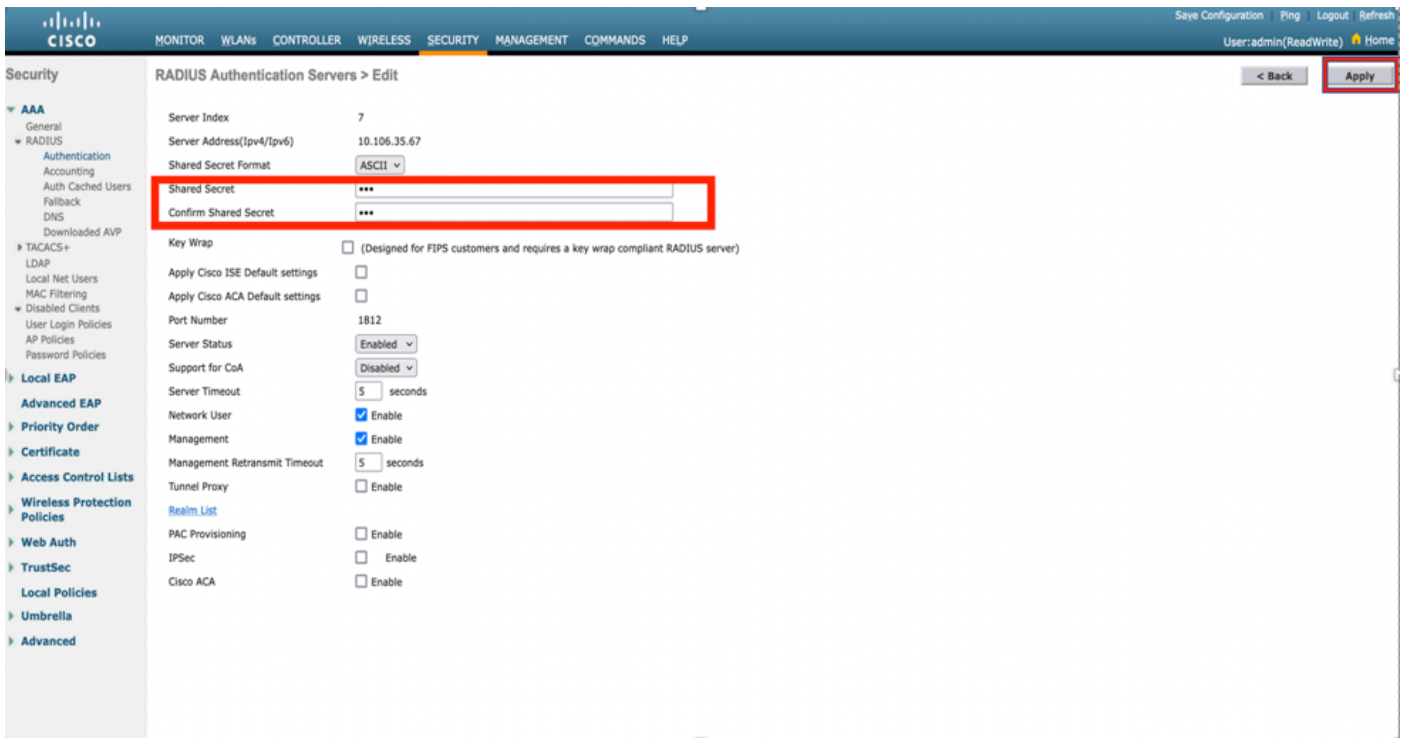 Save Configuration | Ping | Logout | Refresh
CISCO
MONITOR WLANs CONTROLLER WIRELESS SECURITY MANAGEMENT COMMANDS HELP
User:admin(ReadWrite) Home
Security
RADIUS Authentication Servers > Edit
< Back
Apply
AAA
General
RADIUS
Authentication
Accounting
Auth Cached Users
Fallback
DNS
Downloaded AVP
TACACS+
LDAP
Local Net Users
MAC Filtering
Disabled Clients
User Login Policies
AP Policies
Password Policies
Local EAP
Advanced EAP
Priority Order
Certificate
Access Control Lists
Wireless Protection
Policies
Web Auth
TrustSec
Local Policies
Umbrella
Advanced
Server Index 7
Server Address(Ipv4/Ipv6) 10.106.35.67
Shared Secret Format ASCII
Shared Secret •••
Confirm Shared Secret •••
Key Wrap (Designed for FIPS customers and requires a key wrap compliant RADIUS server)
Apply Cisco ISE Default settings
Apply Cisco ACA Default settings
Port Number 1812
Server Status Enabled
Support for CoA Disabled
Server Timeout 5 seconds
Network User Enable
Management Enable
Management Retransmit Timeout 5 seconds
Tunnel Proxy Enable
Realm List
PAC Provisioning Enable
IPSec Enable
Cisco ACA Enable